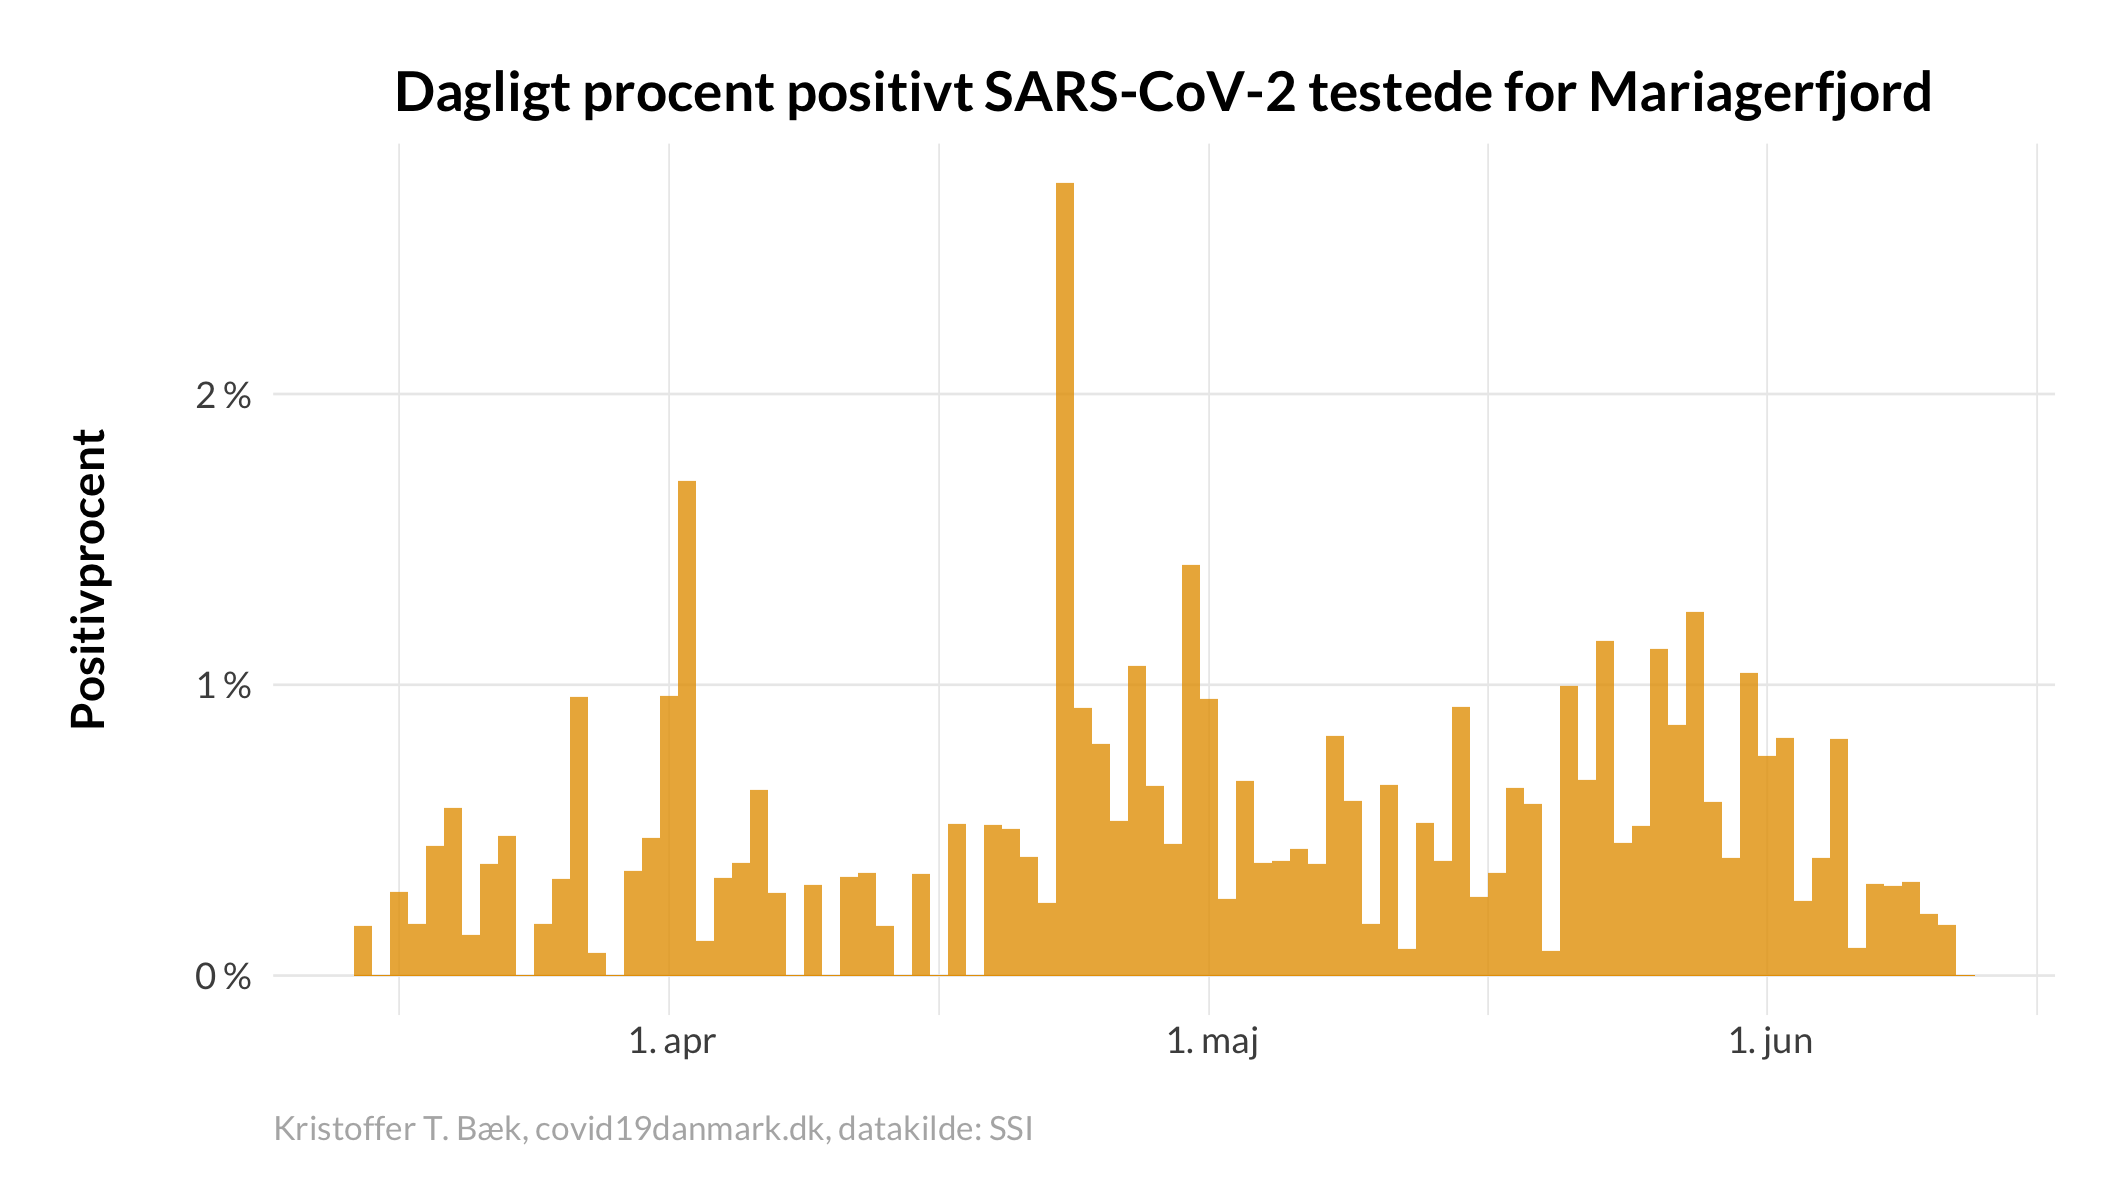 Dagligt procent positivt SARS-CoV-2 testede for Mariagerfjord
Positivprocent
2 %
1 %
0 %
1. apr
1. maj
1. jun
Kristoffer T. Bæk, covid19danmark.dk, datakilde: SSI